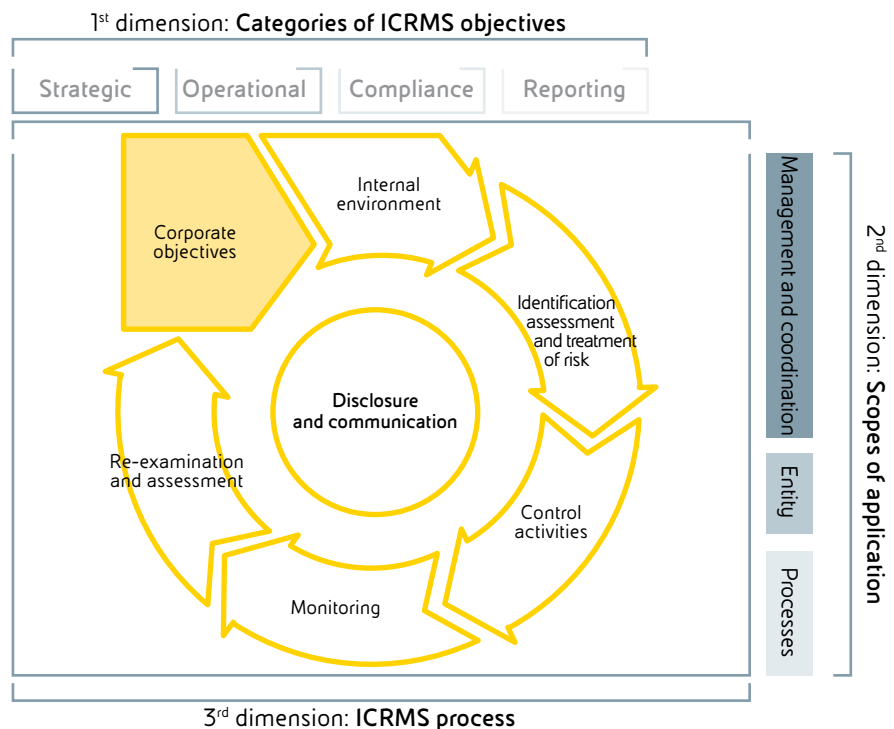 1st dimension: Categories of ICRMS objectives
Strategic
Operational
Compliance
Reporting
Internal
environment
Corporate
objectives
Identification
assessment
and treatment
of risk
Disclosure
and communication
Re-examination
and assessment
Control
activities
Monitoring
Management and coordination
Entity
Processes
2nd dimension: Scopes of application
3rd dimension: ICRMS process